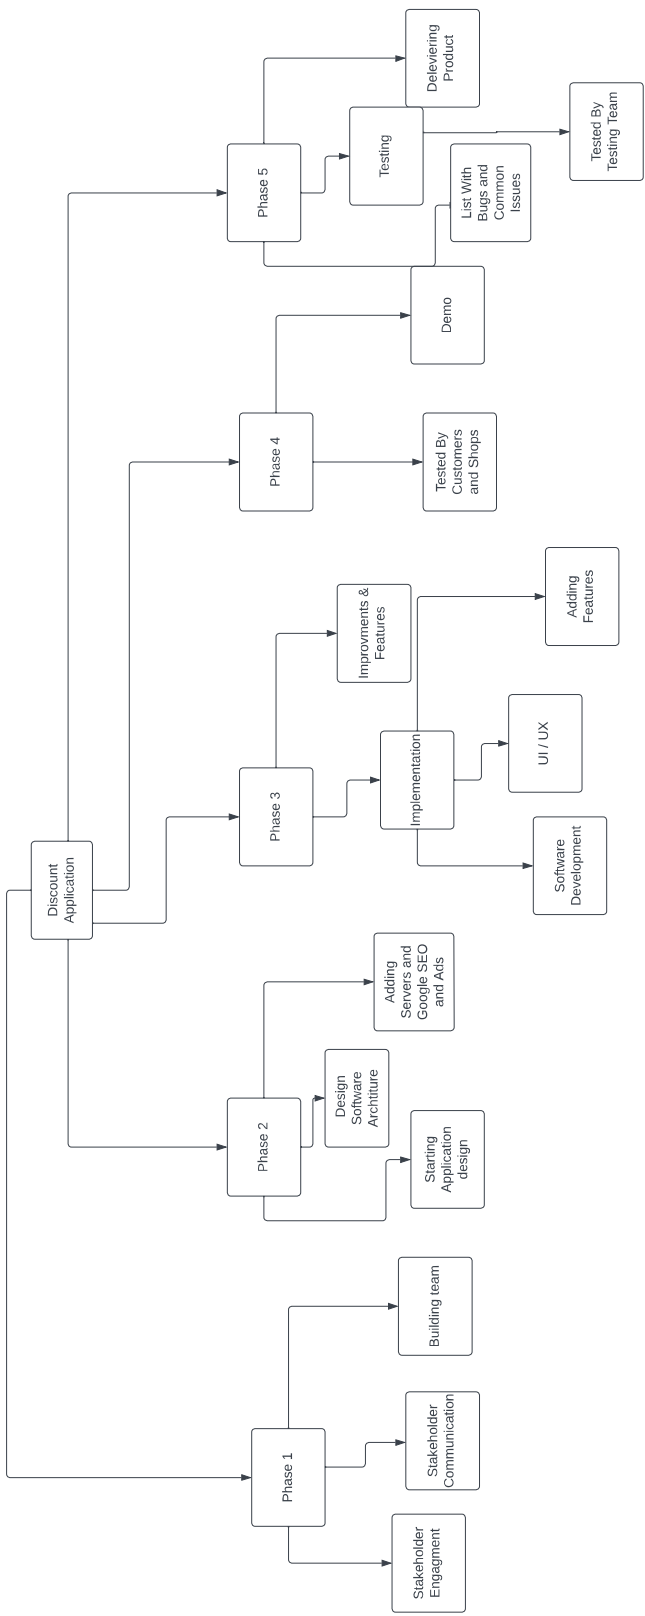 Discount
Application
Phase 1
Phase 2
Phase 3
Phase 4
Phase 5
Stakeholder
Engagment
Stakeholder
Communication
Building team
Starting
Application
design
Design
Software
Archtiture
Adding
Servers and
Google SEO
and Ads
Implementation
Improvments &
Features
Software
Development
UI / UX
Adding
Features
Tested By
Customers
and Shops
Demo
List With
Bugs and
Common
Issues
Testing
Deleviering
Product
Tested By
Testing Team